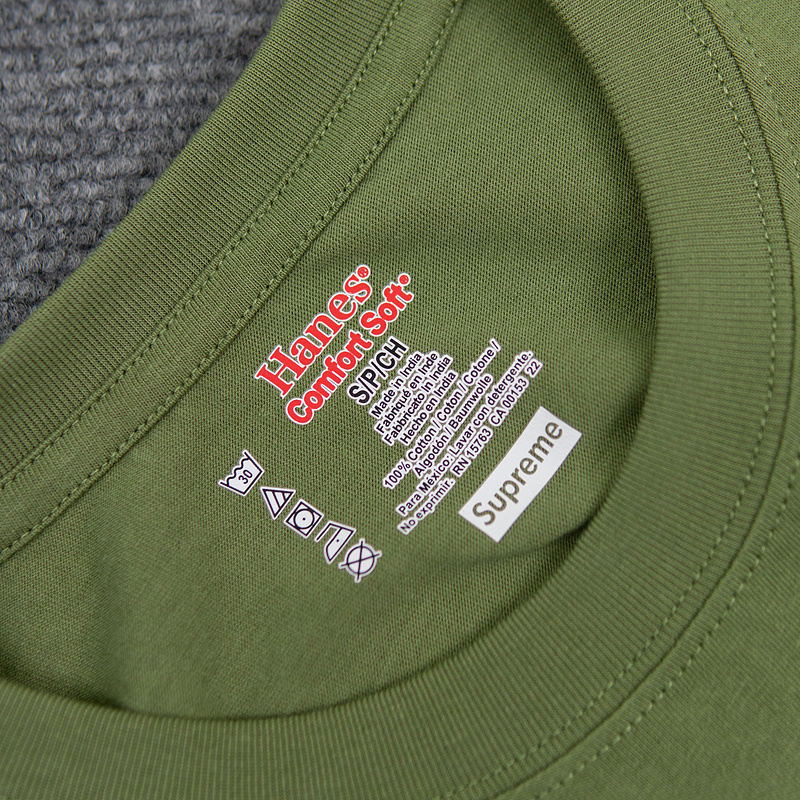 Hanes®
Comfort Soft®
S/P/CH
Made in India
Fabriqué en Inde
Fabbricato in India
Hecho en India
100% Cotton / Coton / Cotone /
Algodón / Baumwolle
Para México: Lavar con detergente.
No exprimir. RN 15763 CA 00153 22
Supreme
30